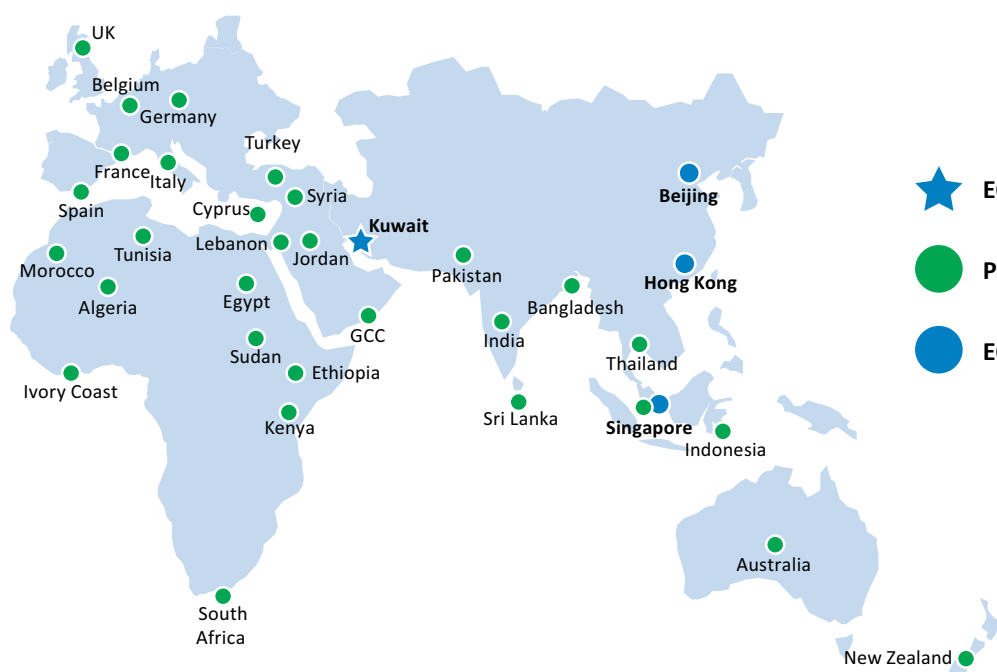 UK
Belgium
Germany
Turkey
France
Italy
Spain
Cyprus
Syria
Kuwait
Lebanon
Jordan
Tunisia
Morocco
Algeria
Egypt
GCC
Sudan
Ethiopia
Ivory Coast
Kenya
South
Africa
Beijing
Hong Kong
Pakistan
Bangladesh
India
Thailand
Sri Lanka
Singapore
Indonesia
Australia
New Zealand
P